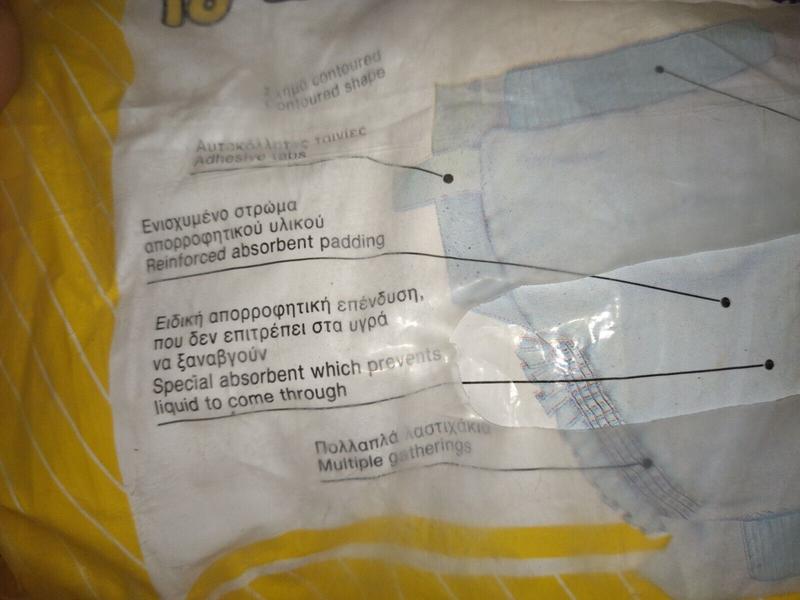 contoured
contoured shape
Αυτοκόλλητες ταινίες
Adhesive tabs
Ενισχυμένο στρώμα
απορροφητικού υλικού
Reinforced absorbent padding
Ειδική απορροφητική επένδυση,
που δεν επιτρέπει στα υγρά
να ξαναβγούν
Special absorbent which prevents
liquid to come through
Πολλαπλά λαστιχάκια
Multiple gatherings